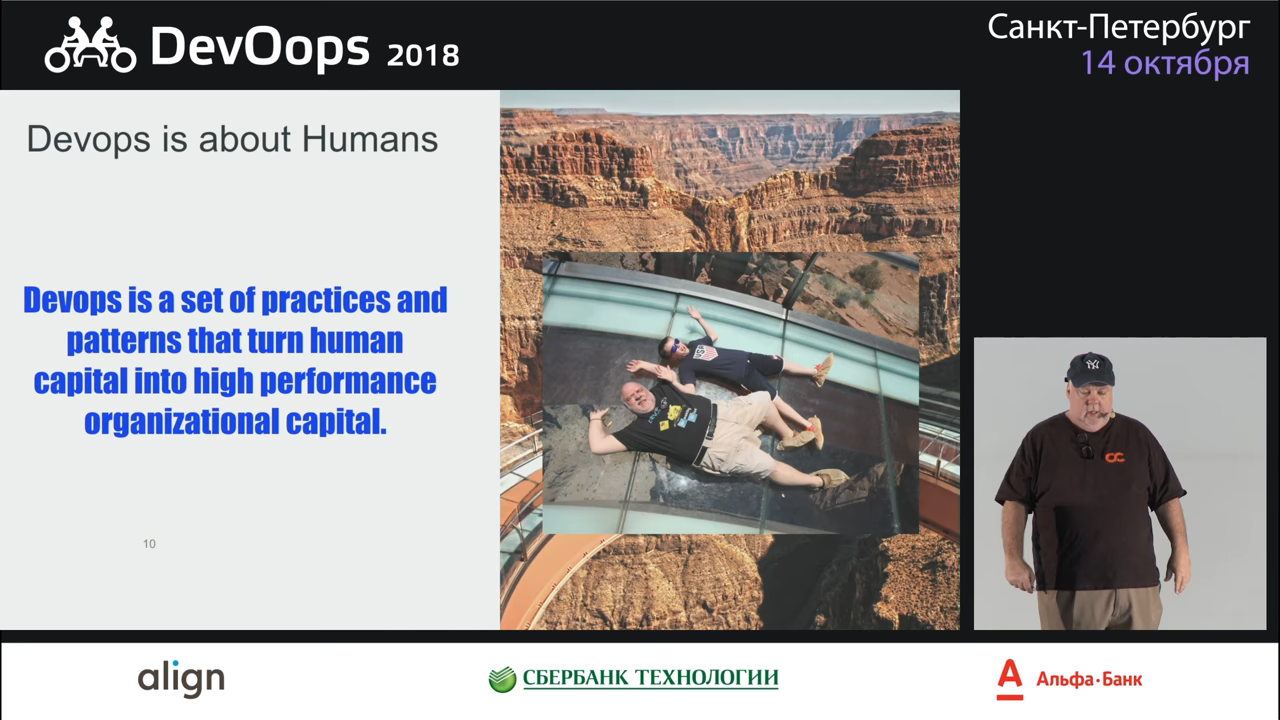 DevOops 2018
Санкт-Петербург
14 октября
Devops is about Humans
Devops is a set of practices and
patterns that turn human
capital into high performance
organizational capital.
10
align
СБЕРБАНК ТЕХНОЛОГИИ
А
Альфа·Банк